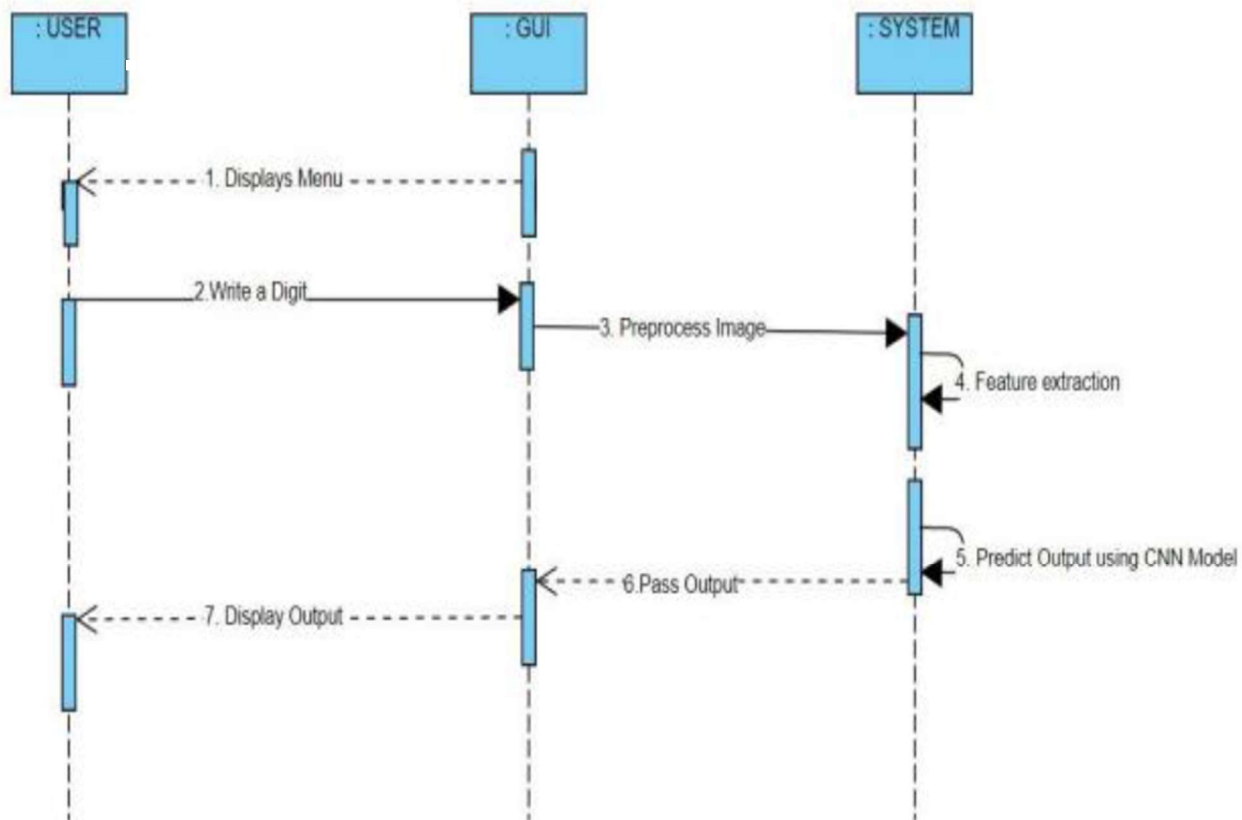 : USER
: GUI
: SYSTEM
1. Displays Menu
2.Write a Digit
3. Preprocess Image
4. Feature extraction
5. Predict Output using CNN Model
6.Pass Output
7. Display Output